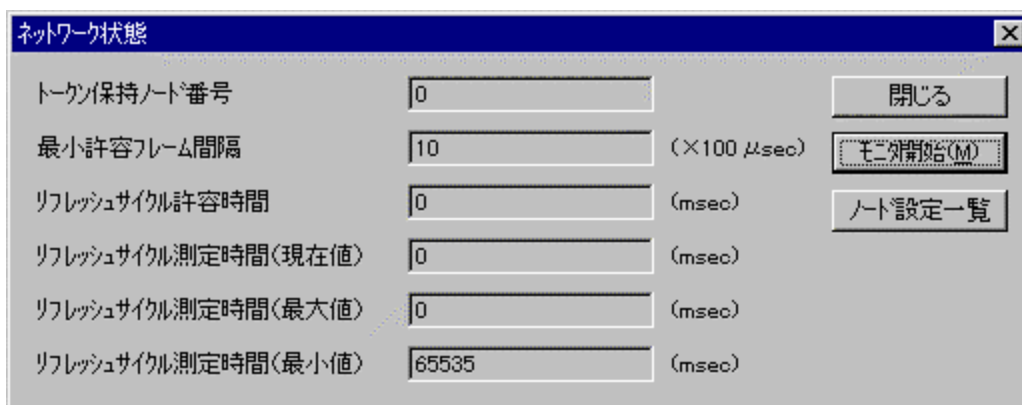 ネットワーク状態
トークン保持ノード番号 0 閉じる
最小許容フレーム間隔 10 (×100 μsec) モニタ開始(M)
リフレッシュサイクル許容時間 0 (msec) ノード設定一覧
リフレッシュサイクル測定時間(現在値) 0 (msec)
リフレッシュサイクル測定時間(最大値) 0 (msec)
リフレッシュサイクル測定時間(最小値) 65535 (msec)